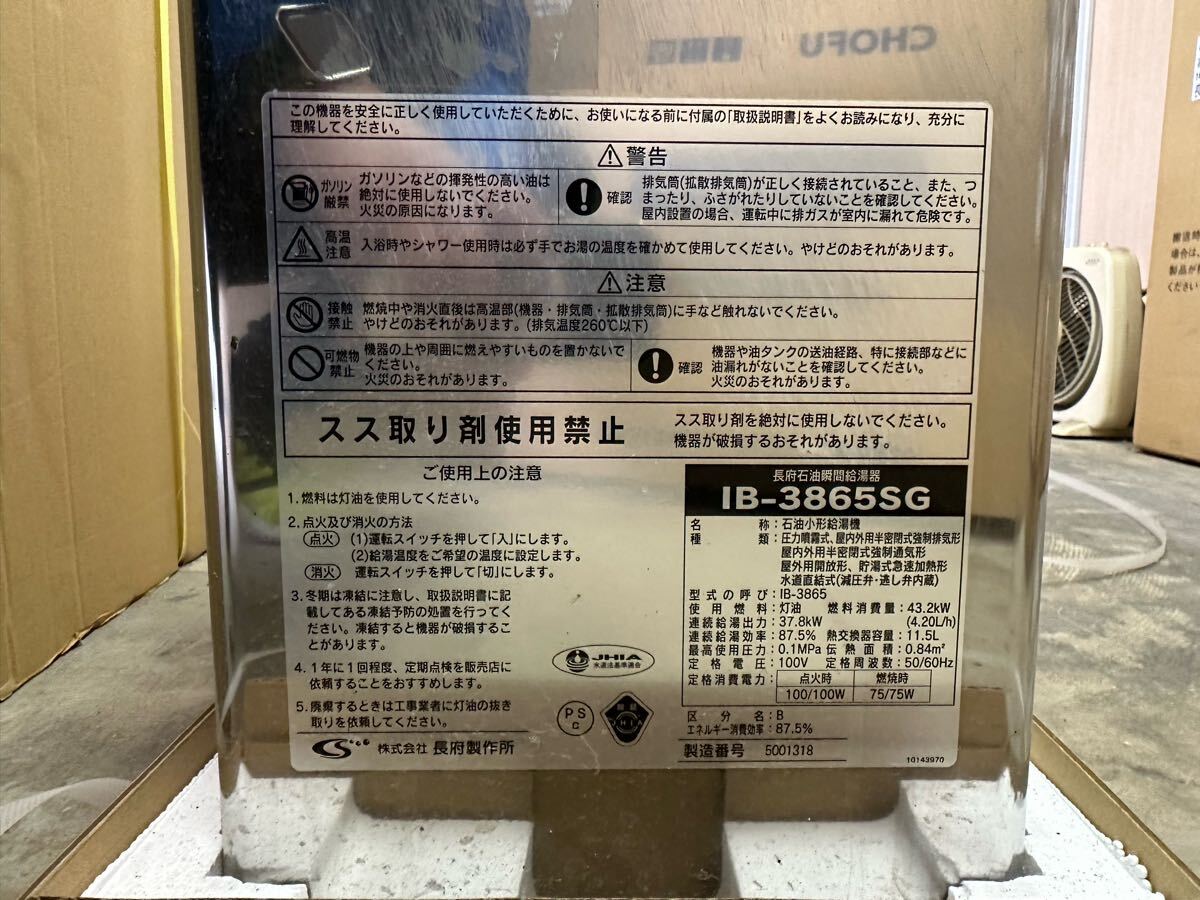 CHOFU
この機器を安全に正しく使用していただくために、お使いになる前に付属の「取扱説明書」をよくお読みになり、充分に
理解してください。
警告
ガソリン
厳禁
ガソリンなどの揮発性の高い油は
絶対に使用しないでください。
火災の原因になります。
確認
排気筒(拡散排気筒)が正しく接続されていること、また、つ
まったり、ふさがれたりしていないことを確認してください。
屋内設置の場合、運転中に排ガスが室内に漏れて危険です。
高温
注意
入浴時やシャワー使用時は必ず手でお湯の温度を確かめて使用してください。やけどのおそれがあります。
注意
接触
禁止
燃焼中や消火直後は高温部(機器・排気筒・拡散排気筒)に手など触れないでください。
やけどのおそれがあります。(排気温度260℃以下)
可燃物
禁止
機器の上や周囲に燃えやすいものを置かないで
ください。
火災のおそれがあります。
確認
機器や油タンクの送油経路、特に接続部などに
油漏れがないことを確認してください。
火災のおそれがあります。
スス取り剤使用禁止
スス取り剤を絶対に使用しないでください。
機器が破損するおそれがあります。
ご使用上の注意
1.燃料は灯油を使用してください。
2.点火及び消火の方法
点火 (1)運転スイッチを押して「入」にします。
(2)給湯温度をご希望の温度に設定します。
消火 運転スイッチを押して「切」にします。
3.冬期は凍結に注意し、取扱説明書に記
載してある凍結予防の処置を行ってく
ださい。凍結すると機器が破損するこ
とがあります。
4.1年に1回程度、定期点検を販売店に
依頼することをおすすめします。
5.廃棄するときは工事業者に灯油の抜き
取りを依頼してください。
株式会社 長府製作所
JHIA
水道法基準適合
PS
C
JHIA
長府石油瞬間給湯器
IB-3865SG
名称:石油小形給湯機
種類:圧力噴霧式、屋内外用半密閉式強制排気形
屋内外用半密閉式強制通気形
屋外用開放形、貯湯式急速加熱形
水道直結式(減圧弁・逃し弁内蔵)
型式の呼び:IB-3865
使用燃料:灯油 燃料消費量:43.2kW
連続給湯出力:37.8kW (4.20L/h)
連続給湯効率:87.5% 熱交換器容量:11.5L
最高使用圧力:0.1MPa 伝熱面積:0.84m²
定格電圧:100V 定格周波数:50/60Hz
定格消費電力: 点火時 燃焼時
100/100W 75/75W
区分名:B
エネルギー消費効率:87.5%
製造番号 5001318
10143970
搬送時
場合は、
製品が
ください